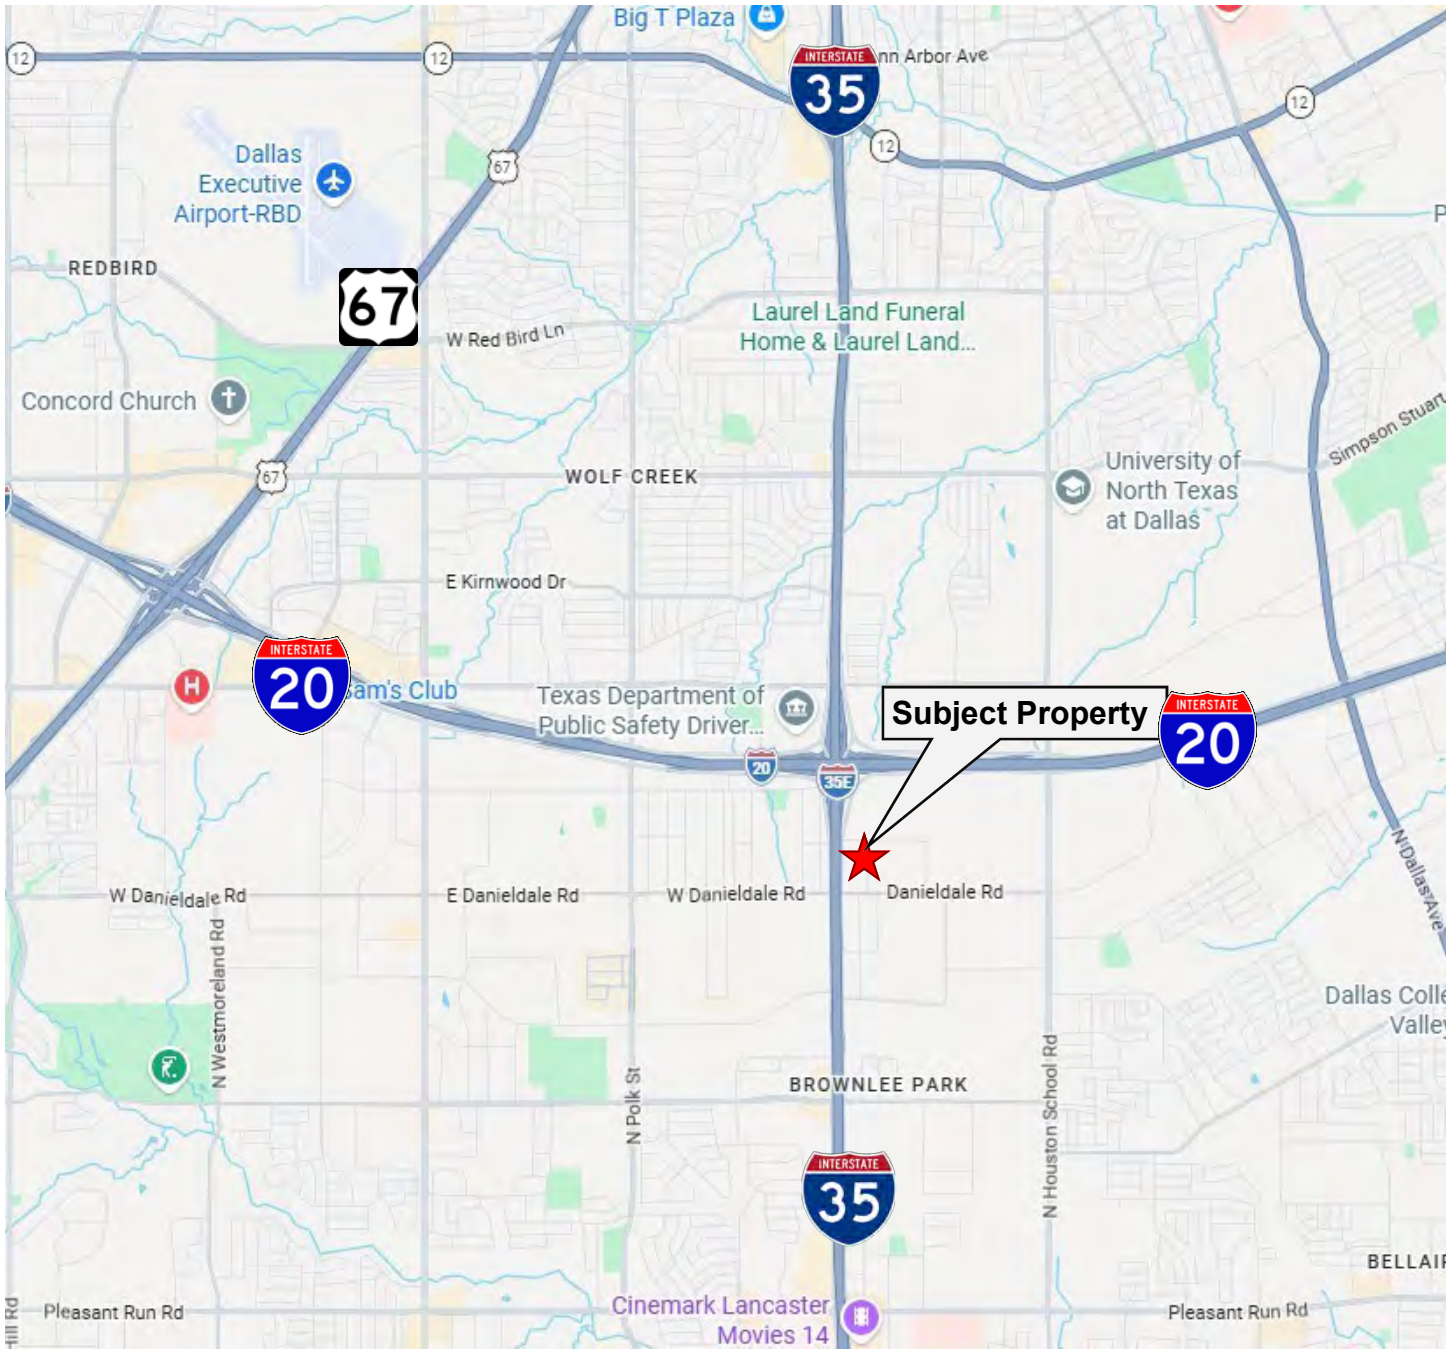 Big T Plaza
12
12
INTERSTATE
35
nn Arbor Ave
12
12
Dallas
Executive
Airport-RBD
67
P
REDBIRD
67
W Red Bird Ln
Laurel Land Funeral
Home & Laurel Land...
Concord Church
Simpson Stuart
67
WOLF CREEK
University of
North Texas
at Dallas
E Kirnwood Dr
INTERSTATE
20
H
Sam's Club
Texas Department of
Public Safety Driver...
Subject Property
INTERSTATE
20
20
35E
N Dallas Ave
W Danieldale Rd
E Danieldale Rd
W Danieldale Rd
Danieldale Rd
N Westmoreland Rd
Dallas Colle
Valley
N Polk St
BROWNLEE PARK
N Houston School Rd
INTERSTATE
35
BELLAIR
Hill Rd
Pleasant Run Rd
Cinemark Lancaster
Movies 14
Pleasant Run Rd